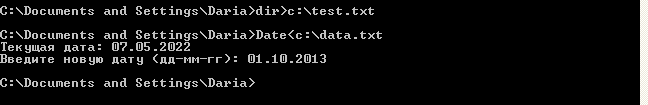 C:\Documents and Settings\Daria>dir>c:\test.txt
C:\Documents and Settings\Daria>Date<c:\data.txt
Текущая дата: 07.05.2022
Введите новую дату (дд-мм-гг): 01.10.2013
C:\Documents and Settings\Daria>